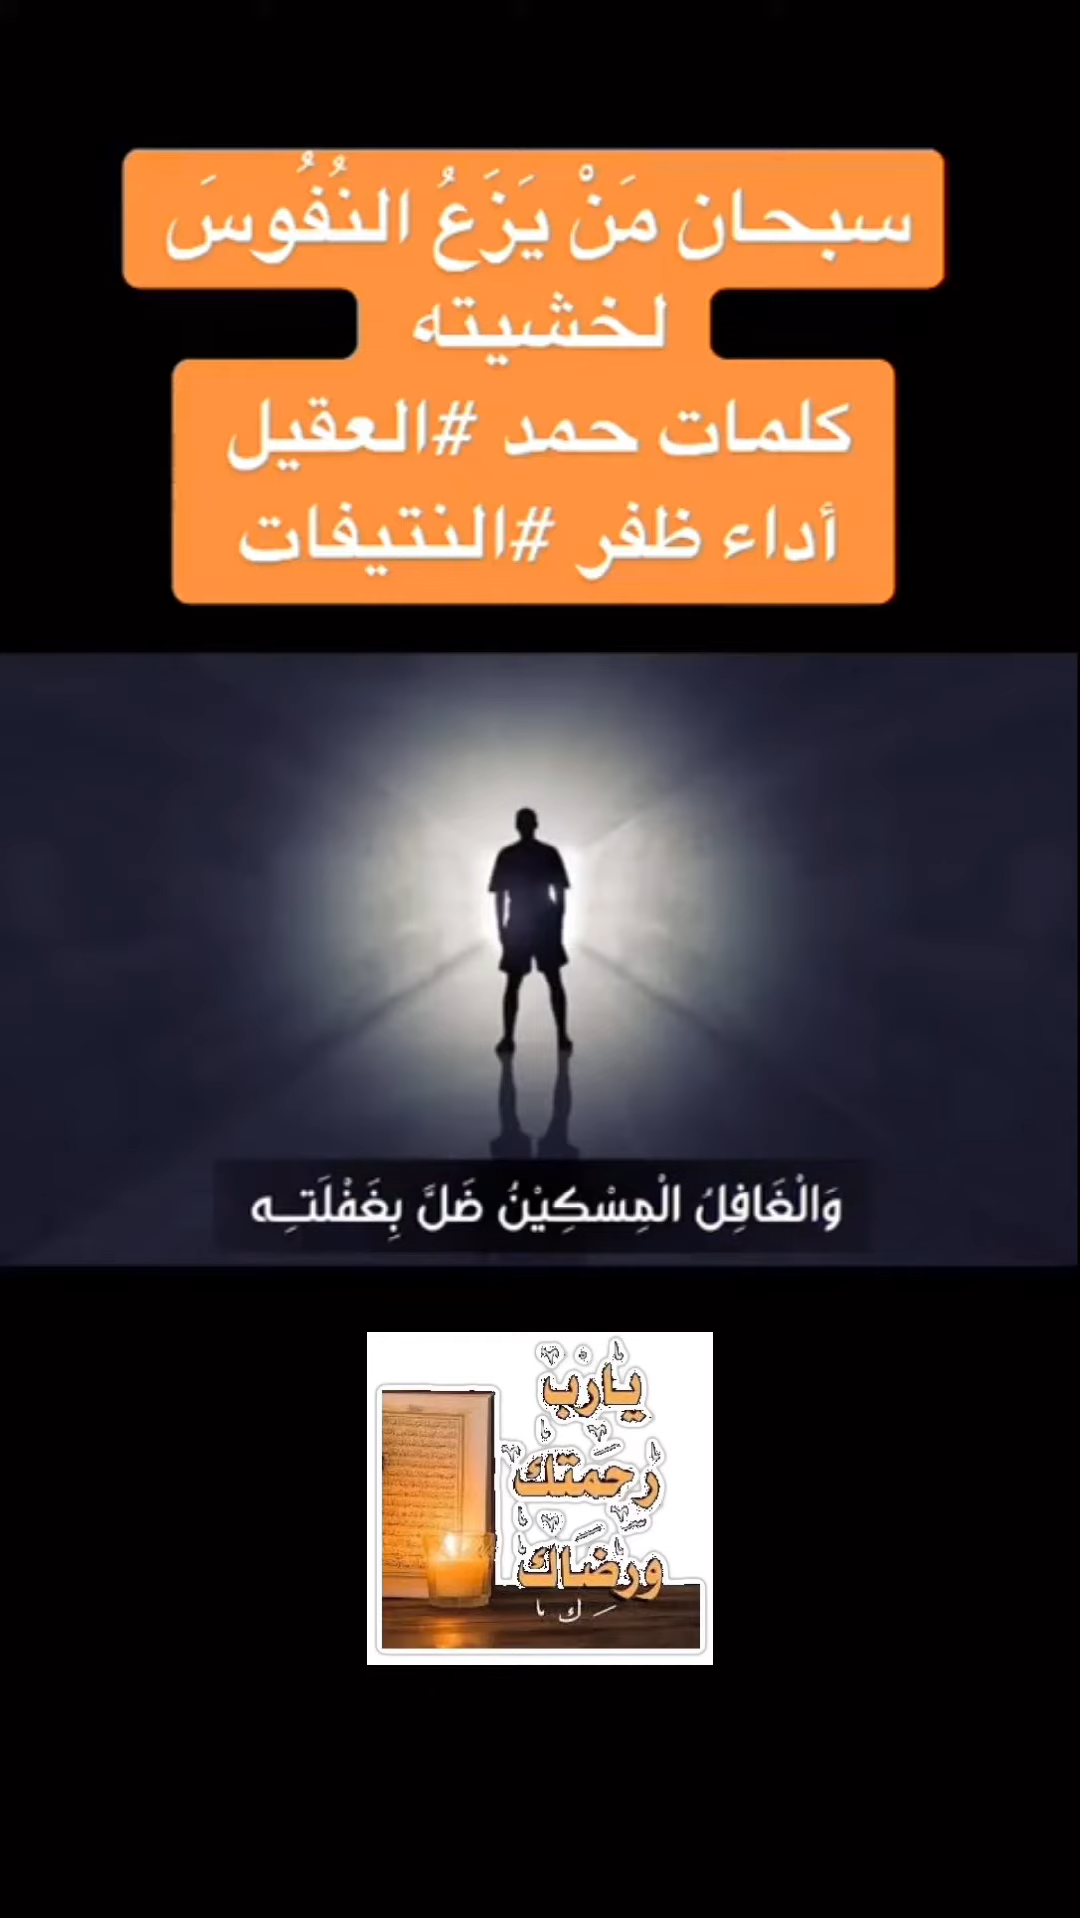 سبحان مَنْ يَزَعُ النُفُوسَ
لخشيته
كلمات حمد #العقيل
أداء ظفر #النتيفات
وَالْغَافِلُ الْمِسْكِيْنُ ضَلَّ بِغَفْلَتِـه
يارب
رحمتك
ورضاك